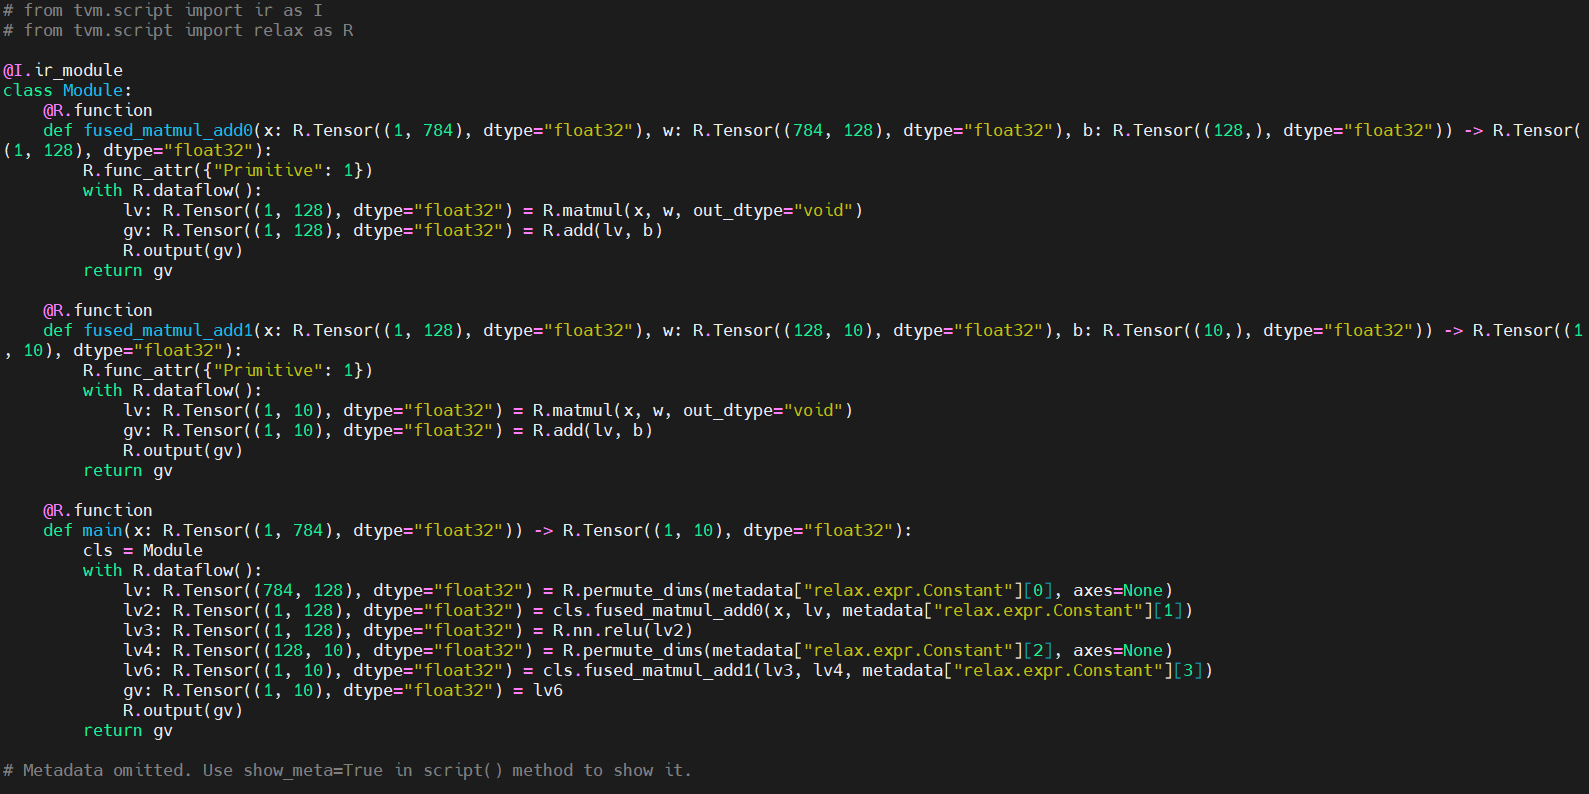 # from tvm.script import ir as I
# from tvm.script import relax as R

@I.ir_module
class Module:
    @R.function
    def fused_matmul_add0(x: R.Tensor((1, 784), dtype="float32"), w: R.Tensor((784, 128), dtype="float32"), b: R.Tensor((128,), dtype="float32")) -> R.Tensor(
(1, 128), dtype="float32"):
        R.func_attr({"Primitive": 1})
        with R.dataflow():
            lv: R.Tensor((1, 128), dtype="float32") = R.matmul(x, w, out_dtype="void")
            gv: R.Tensor((1, 128), dtype="float32") = R.add(lv, b)
            R.output(gv)
        return gv

    @R.function
    def fused_matmul_add1(x: R.Tensor((1, 128), dtype="float32"), w: R.Tensor((128, 10), dtype="float32"), b: R.Tensor((10,), dtype="float32")) -> R.Tensor((1
, 10), dtype="float32"):
        R.func_attr({"Primitive": 1})
        with R.dataflow():
            lv: R.Tensor((1, 10), dtype="float32") = R.matmul(x, w, out_dtype="void")
            gv: R.Tensor((1, 10), dtype="float32") = R.add(lv, b)
            R.output(gv)
        return gv

    @R.function
    def main(x: R.Tensor((1, 784), dtype="float32")) -> R.Tensor((1, 10), dtype="float32"):
        cls = Module
        with R.dataflow():
            lv: R.Tensor((784, 128), dtype="float32") = R.permute_dims(metadata["relax.expr.Constant"][0], axes=None)
            lv2: R.Tensor((1, 128), dtype="float32") = cls.fused_matmul_add0(x, lv, metadata["relax.expr.Constant"][1])
            lv3: R.Tensor((1, 128), dtype="float32") = R.nn.relu(lv2)
            lv4: R.Tensor((128, 10), dtype="float32") = R.permute_dims(metadata["relax.expr.Constant"][2], axes=None)
            lv6: R.Tensor((1, 10), dtype="float32") = cls.fused_matmul_add1(lv3, lv4, metadata["relax.expr.Constant"][3])
            gv: R.Tensor((1, 10), dtype="float32") = lv6
            R.output(gv)
        return gv

# Metadata omitted. Use show_meta=True in script() method to show it.